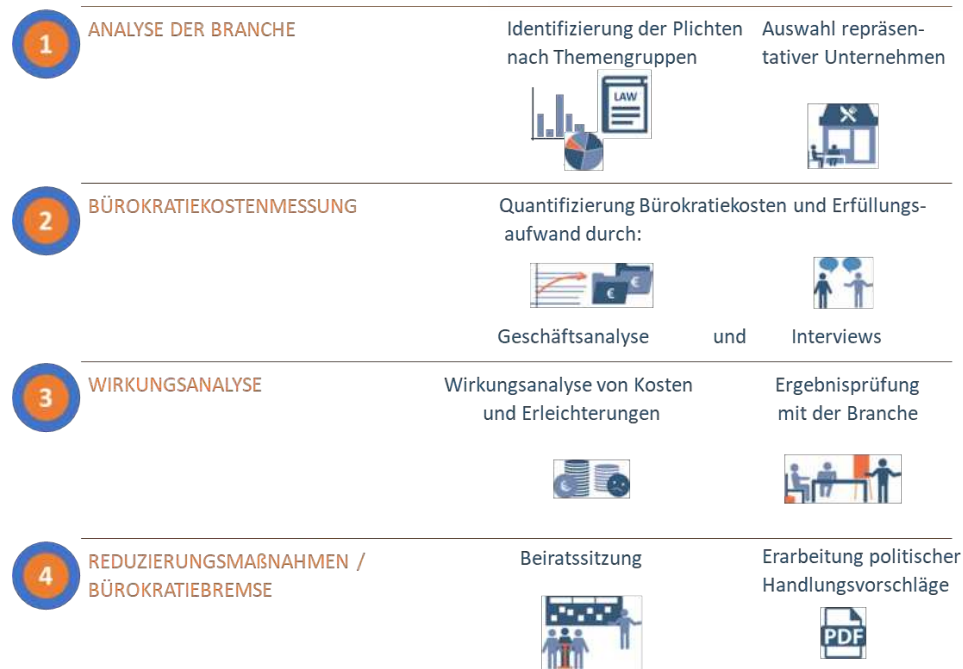 1
ANALYSE DER BRANCHE
Identifizierung der Plichten
nach Themengruppen
Auswahl repräsen-
tativer Unternehmen
LAW
2
BÜROKRATIEKOSTENMESSUNG
Quantifizierung Bürokratiekosten und Erfüllungs-
aufwand durch:
€
€
Geschäftsanalyse und Interviews
3
WIRKUNGSANALYSE
Wirkungsanalyse von Kosten
und Erleichterungen
Ergebnisprüfung
mit der Branche
€
4
REDUZIERUNGSMAẞNAHMEN /
BÜROKRATIEBREMSE
Beiratssitzung
Erarbeitung politischer
Handlungsvorschläge
PDF